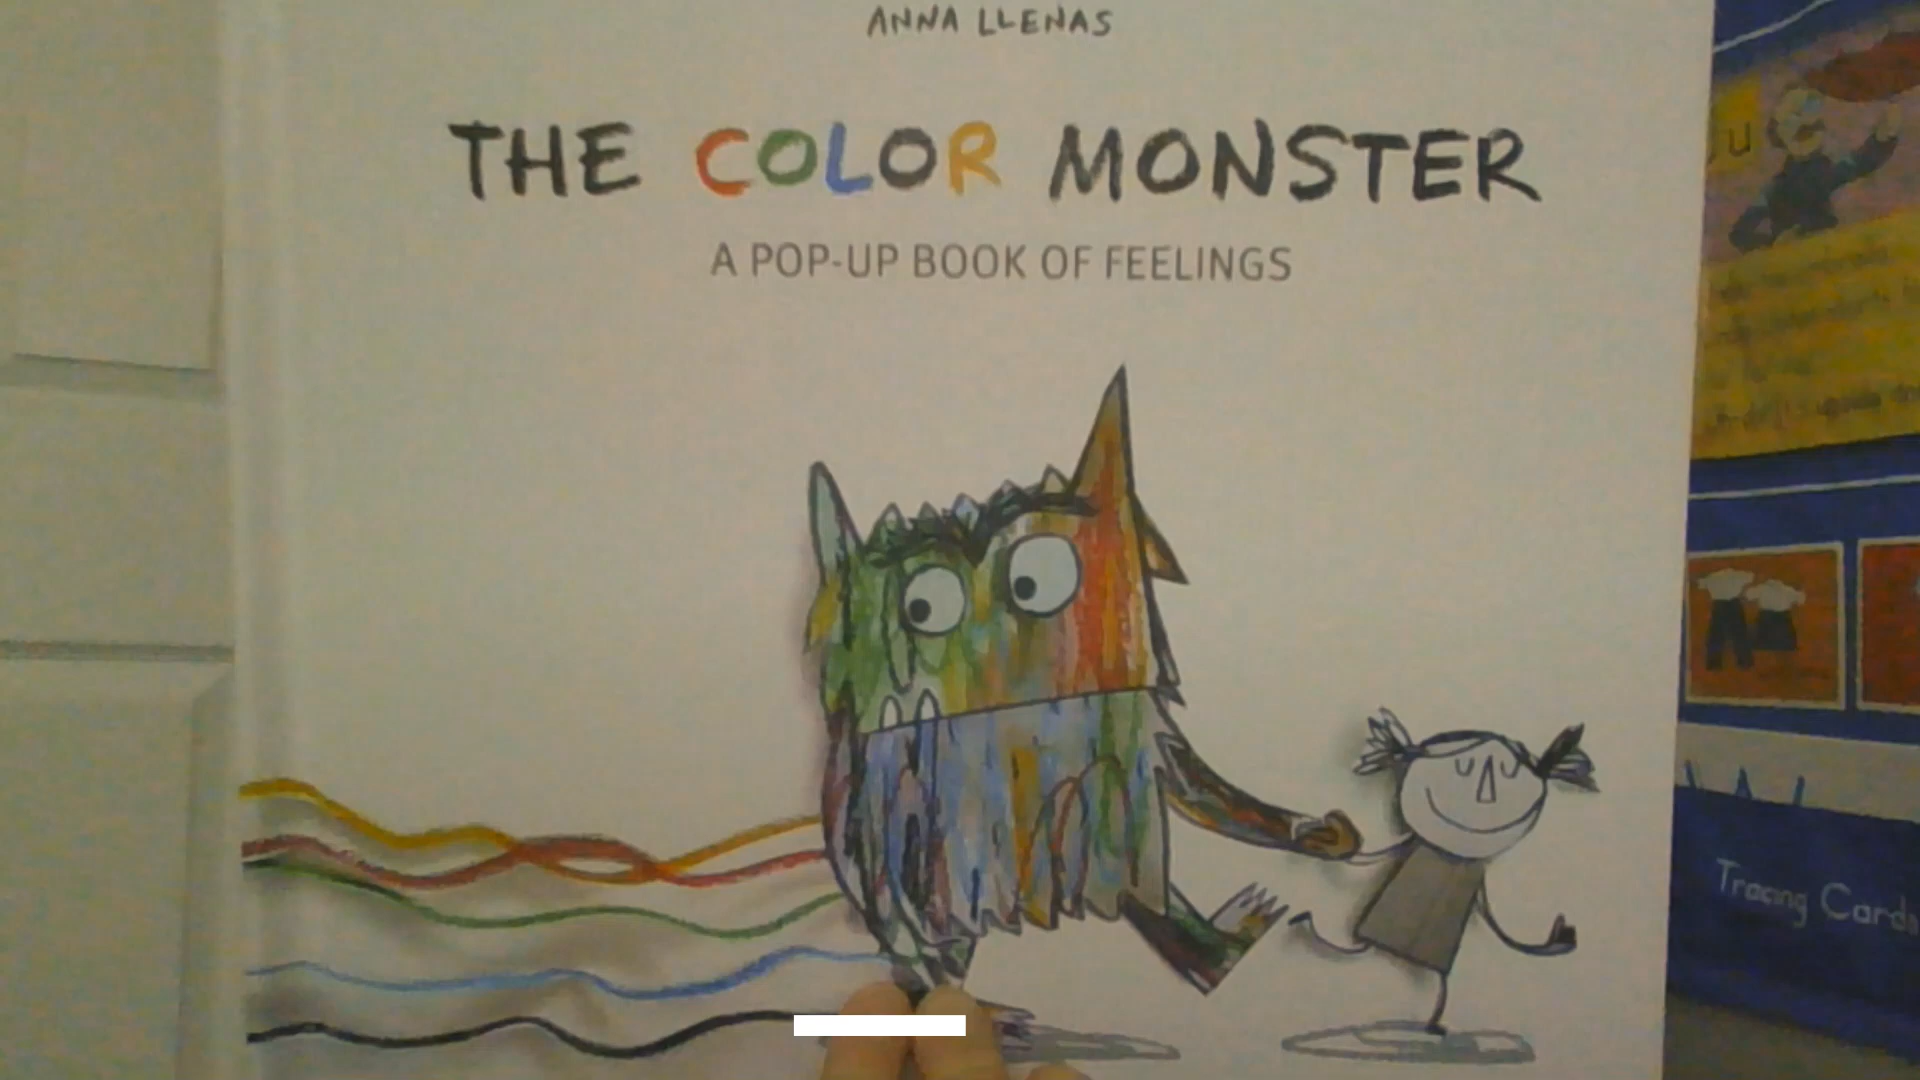 ANNA LLENAS
THE COLOR MONSTER
A POP-UP BOOK OF FEELINGS
Tracing Cards